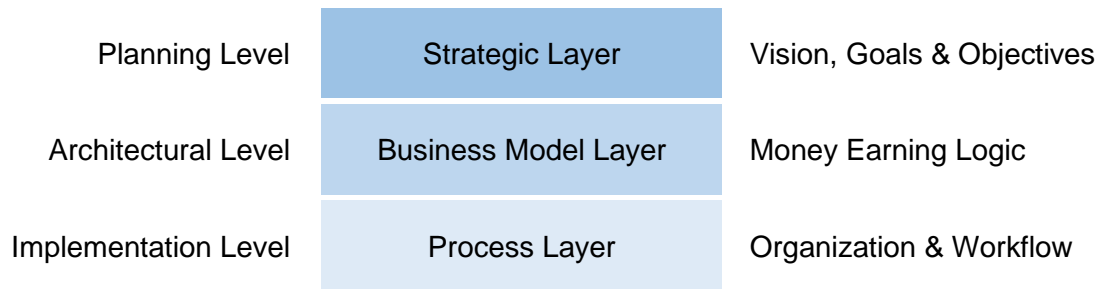 Planning Level
Strategic Layer
Vision, Goals & Objectives
Architectural Level
Business Model Layer
Money Earning Logic
Implementation Level
Process Layer
Organization & Workflow